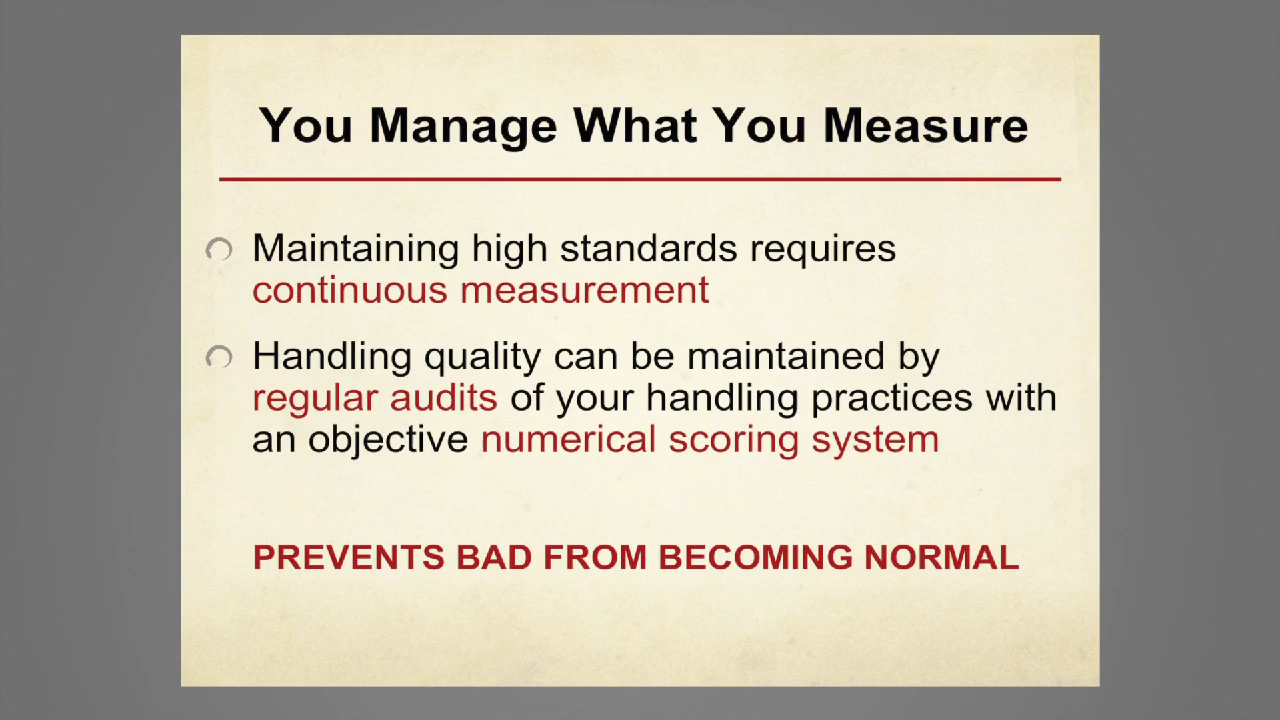 You Manage What You Measure
Maintaining high standards requires
continuous measurement
Handling quality can be maintained by
regular audits of your handling practices with
an objective numerical scoring system
PREVENTS BAD FROM BECOMING NORMAL